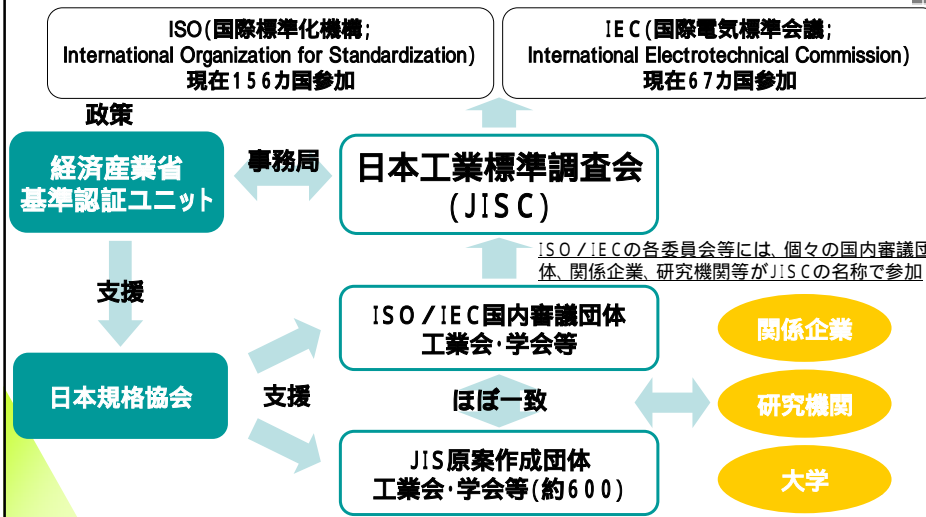 ISO(国際標準化機構;
International Organization for Standardization)
現在156カ国参加
IEC(国際電気標準会議;
International Electrotechnical Commission)
現在67カ国参加
政策
経済産業省
基準認証ユニット
事務局
日本工業標準調査会
(JISC)
ISO/IECの各委員会等には、個々の国内審議団
体、関係企業、研究機関等がJISCの名称で参加
支援
ISO/IEC国内審議団体
工業会・学会等
関係企業
日本規格協会
支援
ほぼ一致
研究機関
JIS原案作成団体
工業会・学会等(約600)
大学